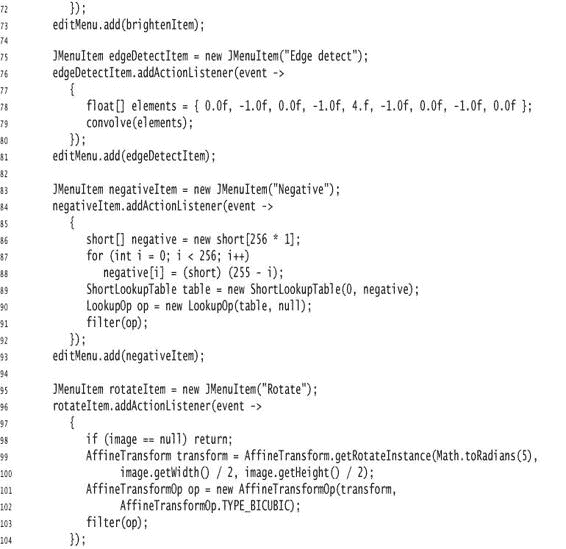 72 });
73 editMenu.add(brightenItem);
74
75 JMenuItem edgeDetectItem = new JMenuItem("Edge detect");
76 edgeDetectItem.addActionListener(event ->
77 {
78 float[] elements = { 0.0f, -1.0f, 0.0f, -1.0f, 4.f, -1.0f, 0.0f, -1.0f, 0.0f };
79 convolve(elements);
80 });
81 editMenu.add(edgeDetectItem);
82
83 JMenuItem negativeItem = new JMenuItem("Negative");
84 negativeItem.addActionListener(event ->
85 {
86 short[] negative = new short[256 * 1];
87 for (int i = 0; i < 256; i++)
88 negative[i] = (short) (255 - i);
89 ShortLookupTable table = new ShortLookupTable(0, negative);
90 LookupOp op = new LookupOp(table, null);
91 filter(op);
92 });
93 editMenu.add(negativeItem);
94
95 JMenuItem rotateItem = new JMenuItem("Rotate");
96 rotateItem.addActionListener(event ->
97 {
98 if (image == null) return;
99 AffineTransform transform = AffineTransform.getRotateInstance(Math.toRadians(5),
100 image.getWidth() / 2, image.getHeight() / 2);
101 AffineTransformOp op = new AffineTransformOp(transform,
102 AffineTransformOp.TYPE_BICUBIC);
103 filter(op);
104 });